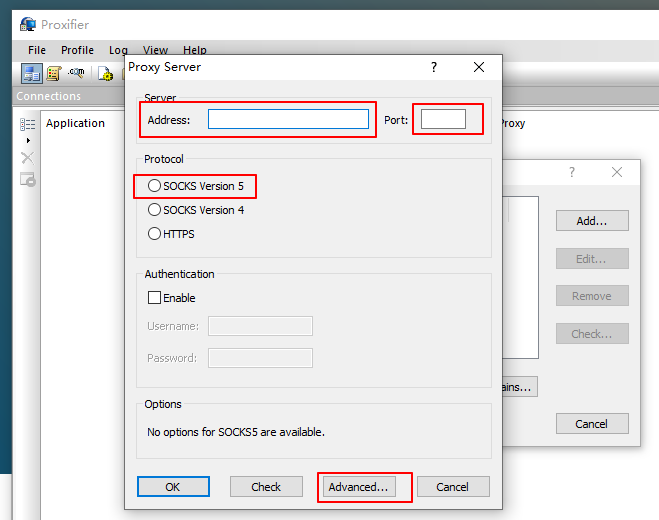 Proxifier
File Profile Log View Help
.com
Connections
Application
Proxy Server
?
Server
Address:
Port:
Protocol
SOCKS Version 5
SOCKS Version 4
HTTPS
Authentication
Enable
Username:
Password:
Options
No options for SOCKS5 are available.
OK
Check
Advanced...
Cancel
Proxy
?
Add...
Edit...
Remove
Check...
ains...
Cancel